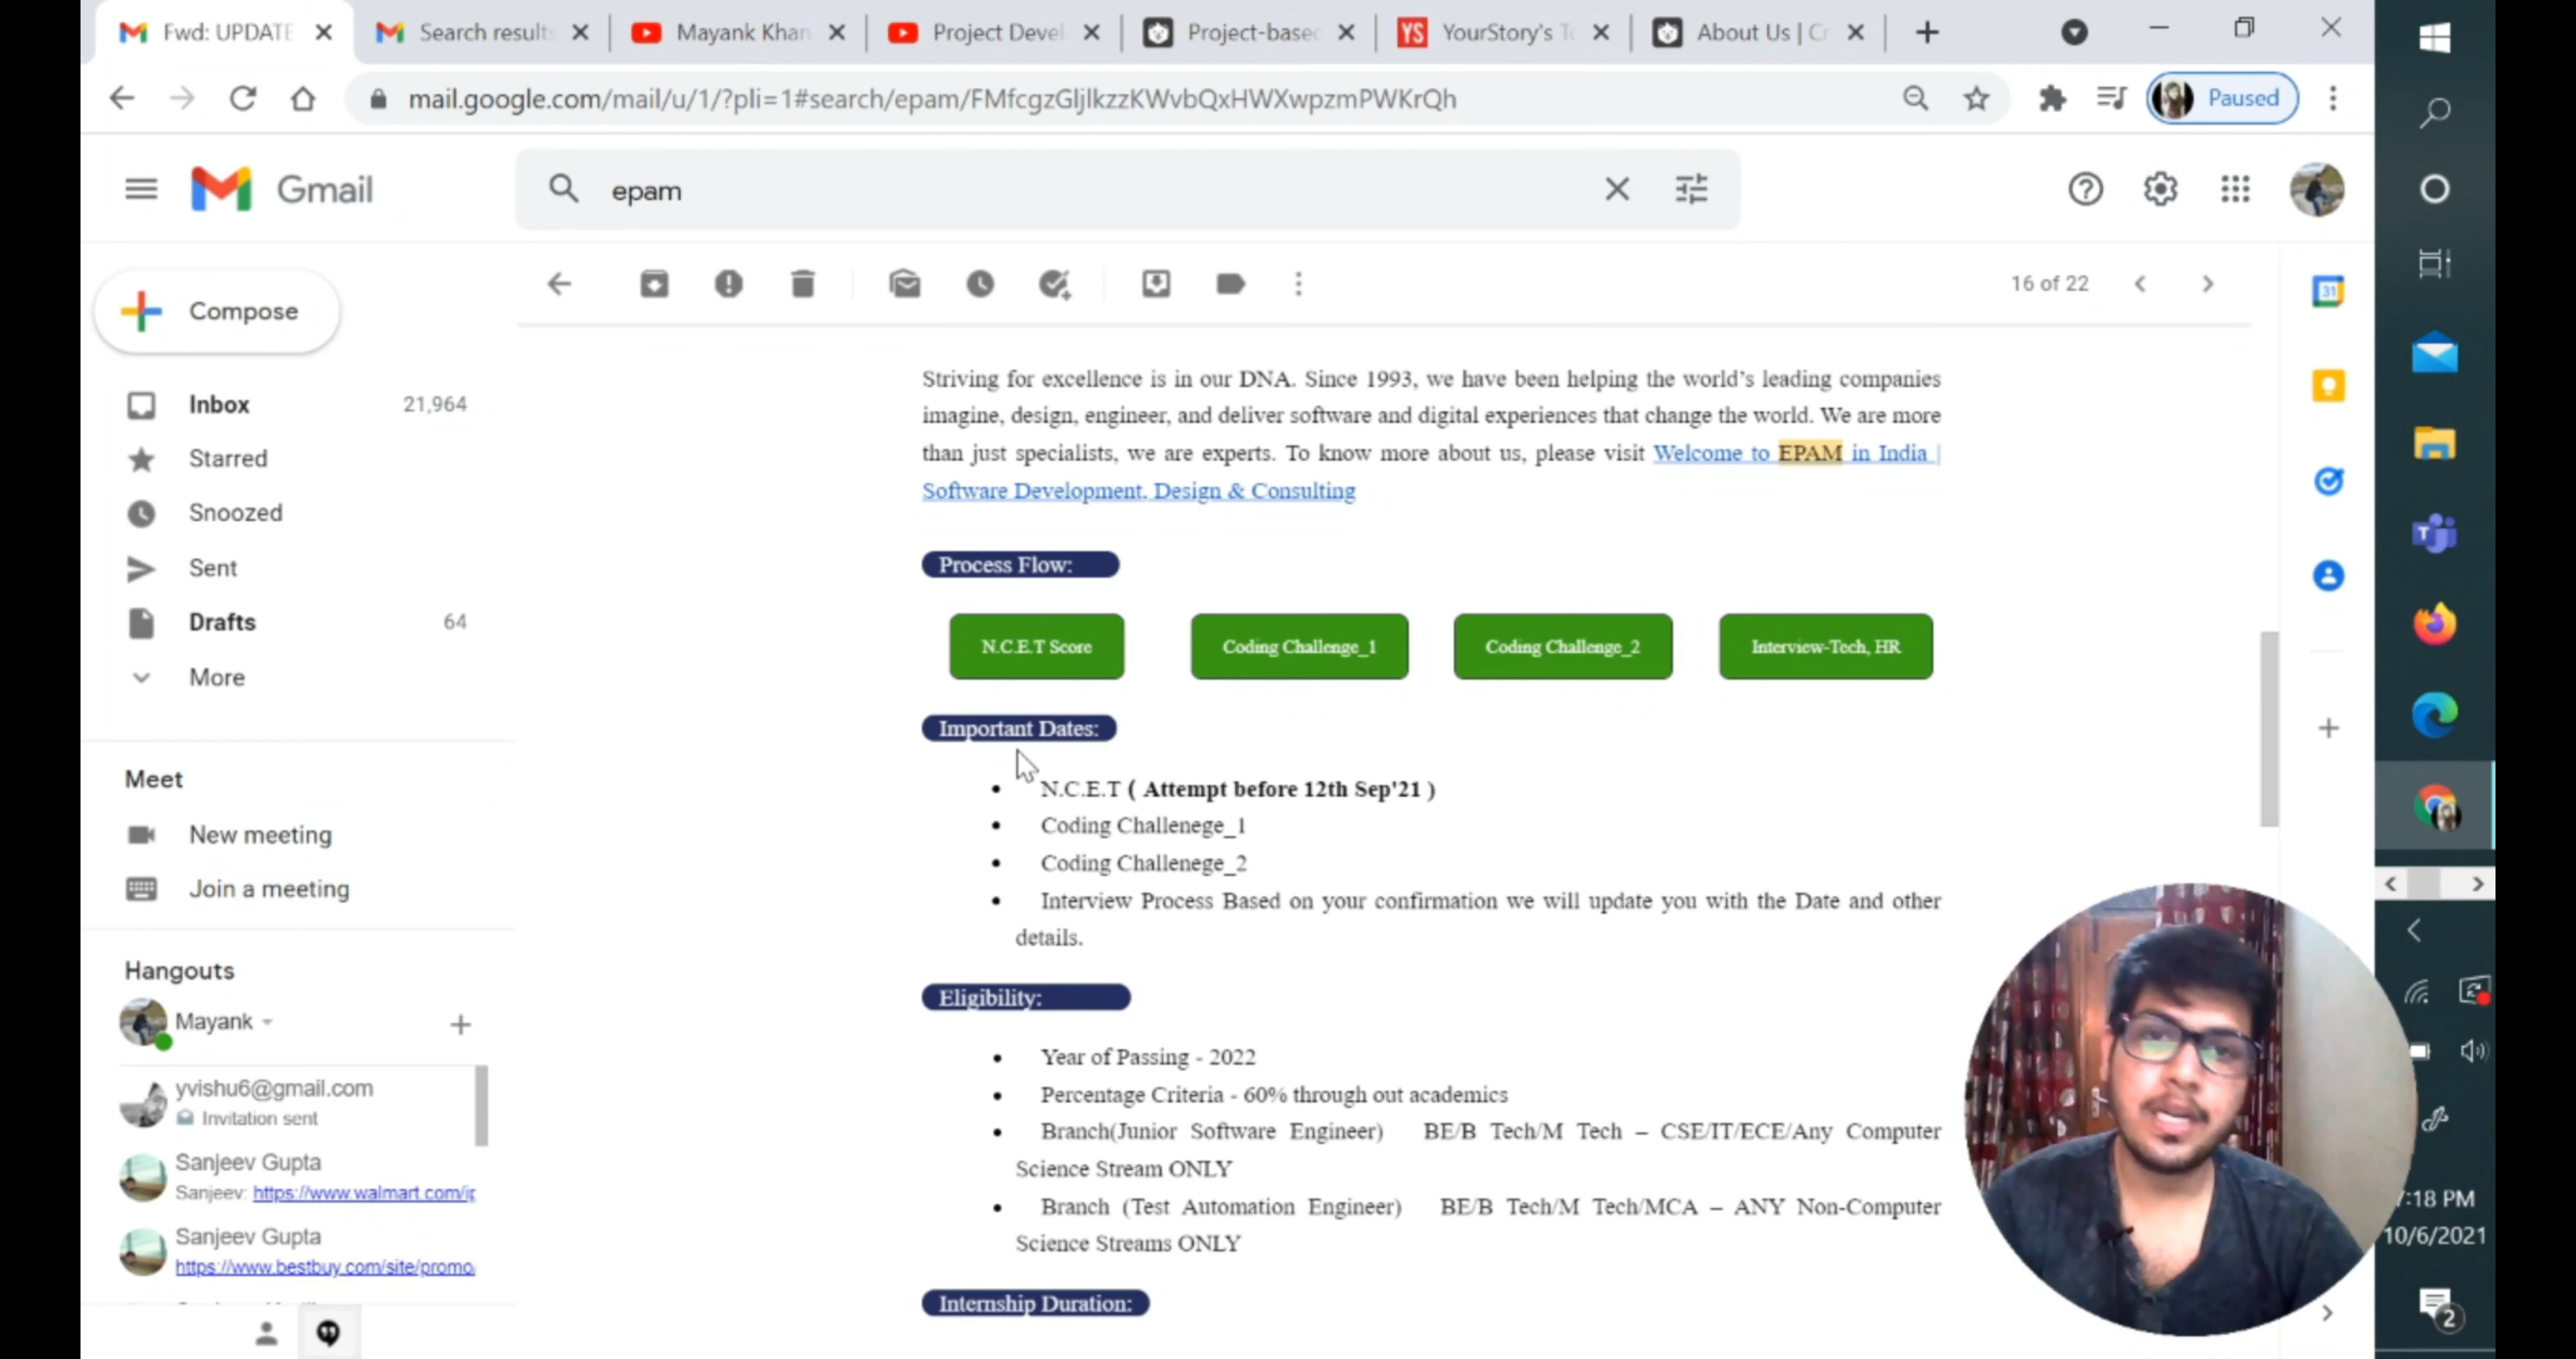 Fwd: UPDATE
Search results
Mayank Khan
Project Devel
Project-based
YS
YourStory's To
About Us | Cr
mail.google.com/mail/u/1/?pli=1#search/epam/FMfcgzGljlkzzKWvbQxHWXwpzmPWKrQh
Paused
Gmail
epam
Compose
16 of 22
31
Inbox 21,964
Starred
Snoozed
Sent
Drafts 64
More
Meet
New meeting
Join a meeting
Hangouts
Mayank
yvishu6@gmail.com
Invitation sent
Sanjeev Gupta
Sanjeev: https://www.walmart.com/ip
Sanjeev Gupta
https://www.bestbuy.com/site/promo/
Striving for excellence is in our DNA. Since 1993, we have been helping the world's leading companies
imagine, design, engineer, and deliver software and digital experiences that change the world. We are more
than just specialists, we are experts. To know more about us, please visit Welcome to EPAM in India |
Software Development, Design & Consulting
Process Flow:
N.C.E.T Score
Coding Challenge_1
Coding Challenge_2
Interview-Tech, HR
Important Dates:
• N.C.E.T ( Attempt before 12th Sep'21 )
• Coding Challenege_1
• Coding Challenege_2
• Interview Process Based on your confirmation we will update you with the Date and other
details.
Eligibility:
• Year of Passing - 2022
• Percentage Criteria - 60% through out academics
• Branch(Junior Software Engineer) BE/B Tech/M Tech – CSE/IT/ECE/Any Computer
Science Stream ONLY
• Branch (Test Automation Engineer) BE/B Tech/M Tech/MCA – ANY Non-Computer
Science Streams ONLY
Internship Duration:
:18 PM
10/6/2021
2